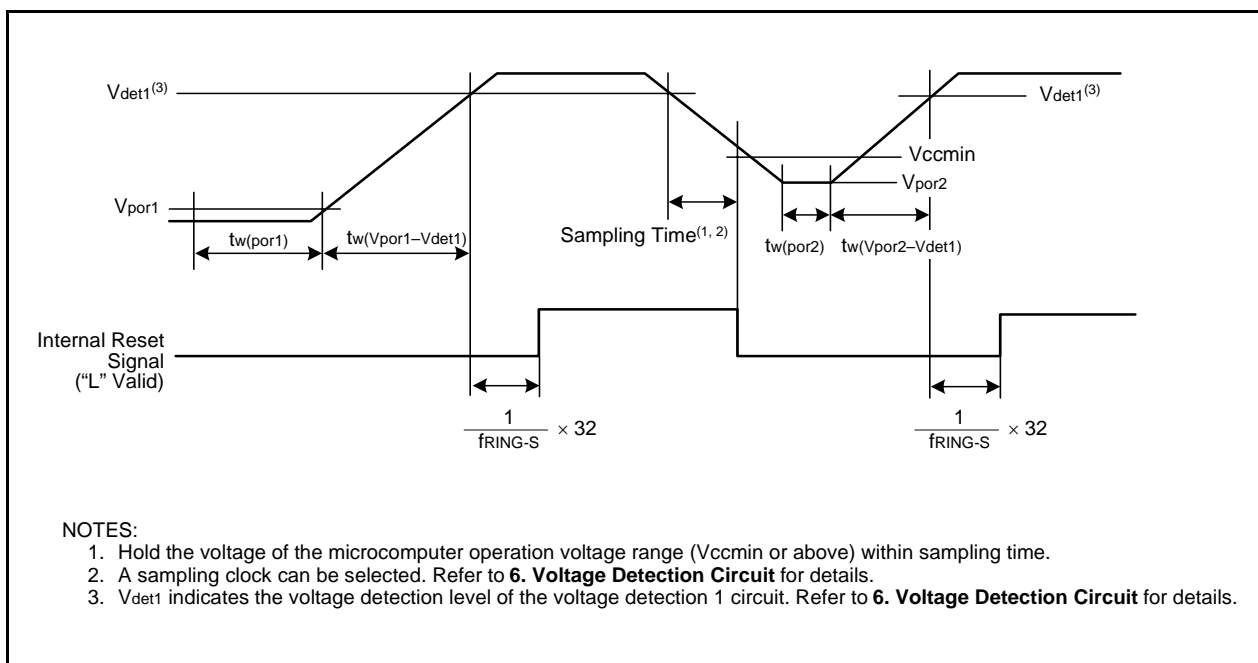 Vdet1(3)
Vdet1(3)
Vccmin
Vpor2
Vpor1
tw(por1)
tw(Vpor1–Vdet1)
Sampling Time(1, 2)
tw(por2)
tw(Vpor2–Vdet1)
Internal Reset
Signal
(“L” Valid)
1
fRING-S
× 32
1
fRING-S
× 32
NOTES:
1. Hold the voltage of the microcomputer operation voltage range (Vccmin or above) within sampling time.
2. A sampling clock can be selected. Refer to 6. Voltage Detection Circuit for details.
3. Vdet1 indicates the voltage detection level of the voltage detection 1 circuit. Refer to 6. Voltage Detection Circuit for details.